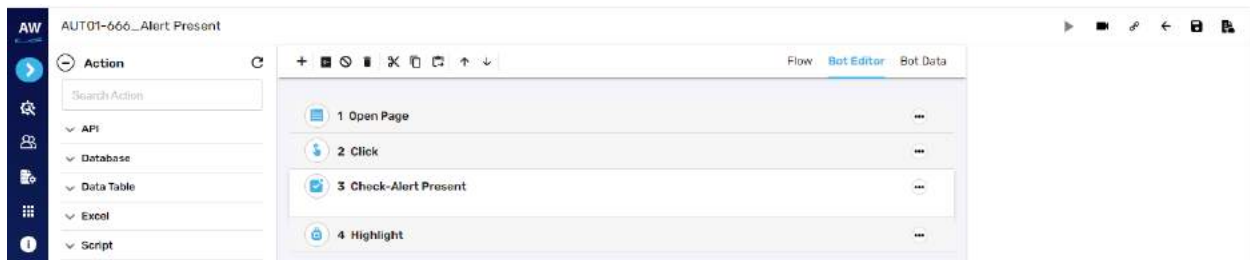 AW
AUT01-666_Alert Present
Action
Search Action
API
Database
Data Table
Excel
Script
Flow Bot Editor Bot Data
1 Open Page
2 Click
3 Check-Alert Present
4 Highlight